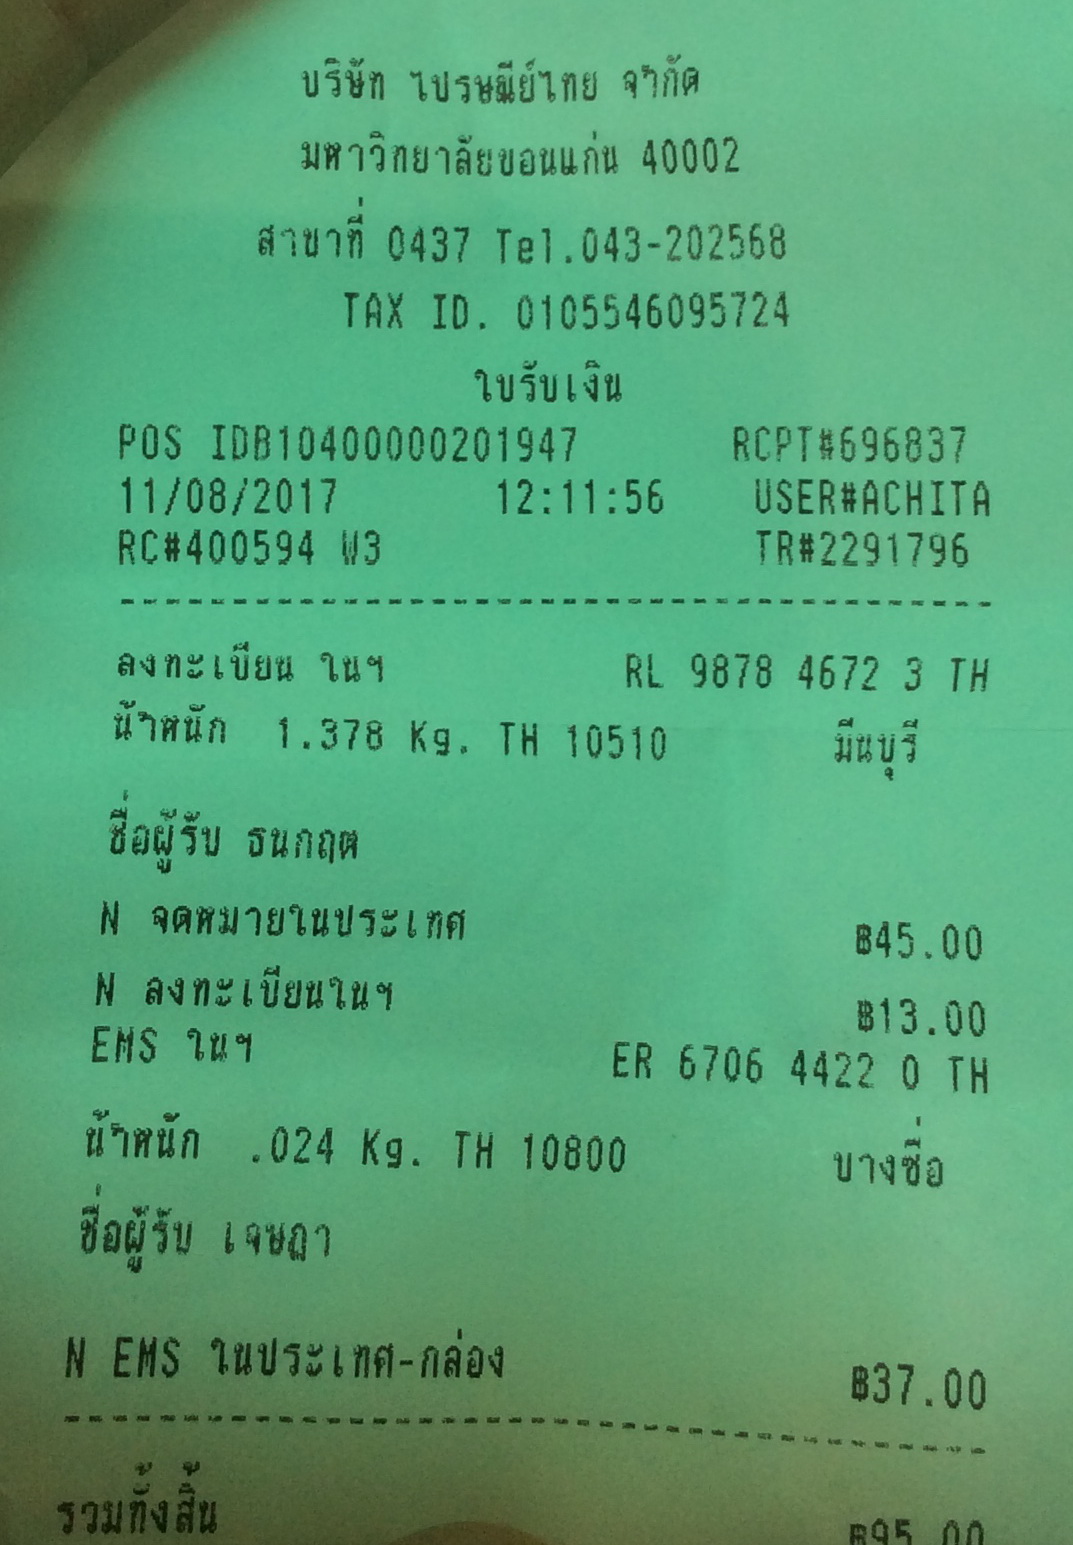 บริษัท ไปรษณีย์ไทย จำกัด
มหาวิทยาลัยขอนแก่น 40002
สาขาที่ 0437 Tel.043-202568
TAX ID. 0105546095724
ใบรับเงิน
POS IDB10400000201947 RCPT#696837
11/08/2017 12:11:56 USER#ACHITA
RC#400594 W3 TR#2291796
ลงทะเบียน ในฯ RL 9878 4672 3 TH
น้ำหนัก 1.378 Kg. TH 10510 มีนบุรี
ชื่อผู้รับ ธนกฤต
N จดหมายในประเทศ ฿45.00
N ลงทะเบียนในฯ ฿13.00
EMS ในฯ ER 6706 4422 0 TH
น้ำหนัก .024 Kg. TH 10800 บางซื่อ
ชื่อผู้รับ เจษฎา
N EMS ในประเทศ-กล่อง ฿37.00
รวมทั้งสิ้น ฿95.00